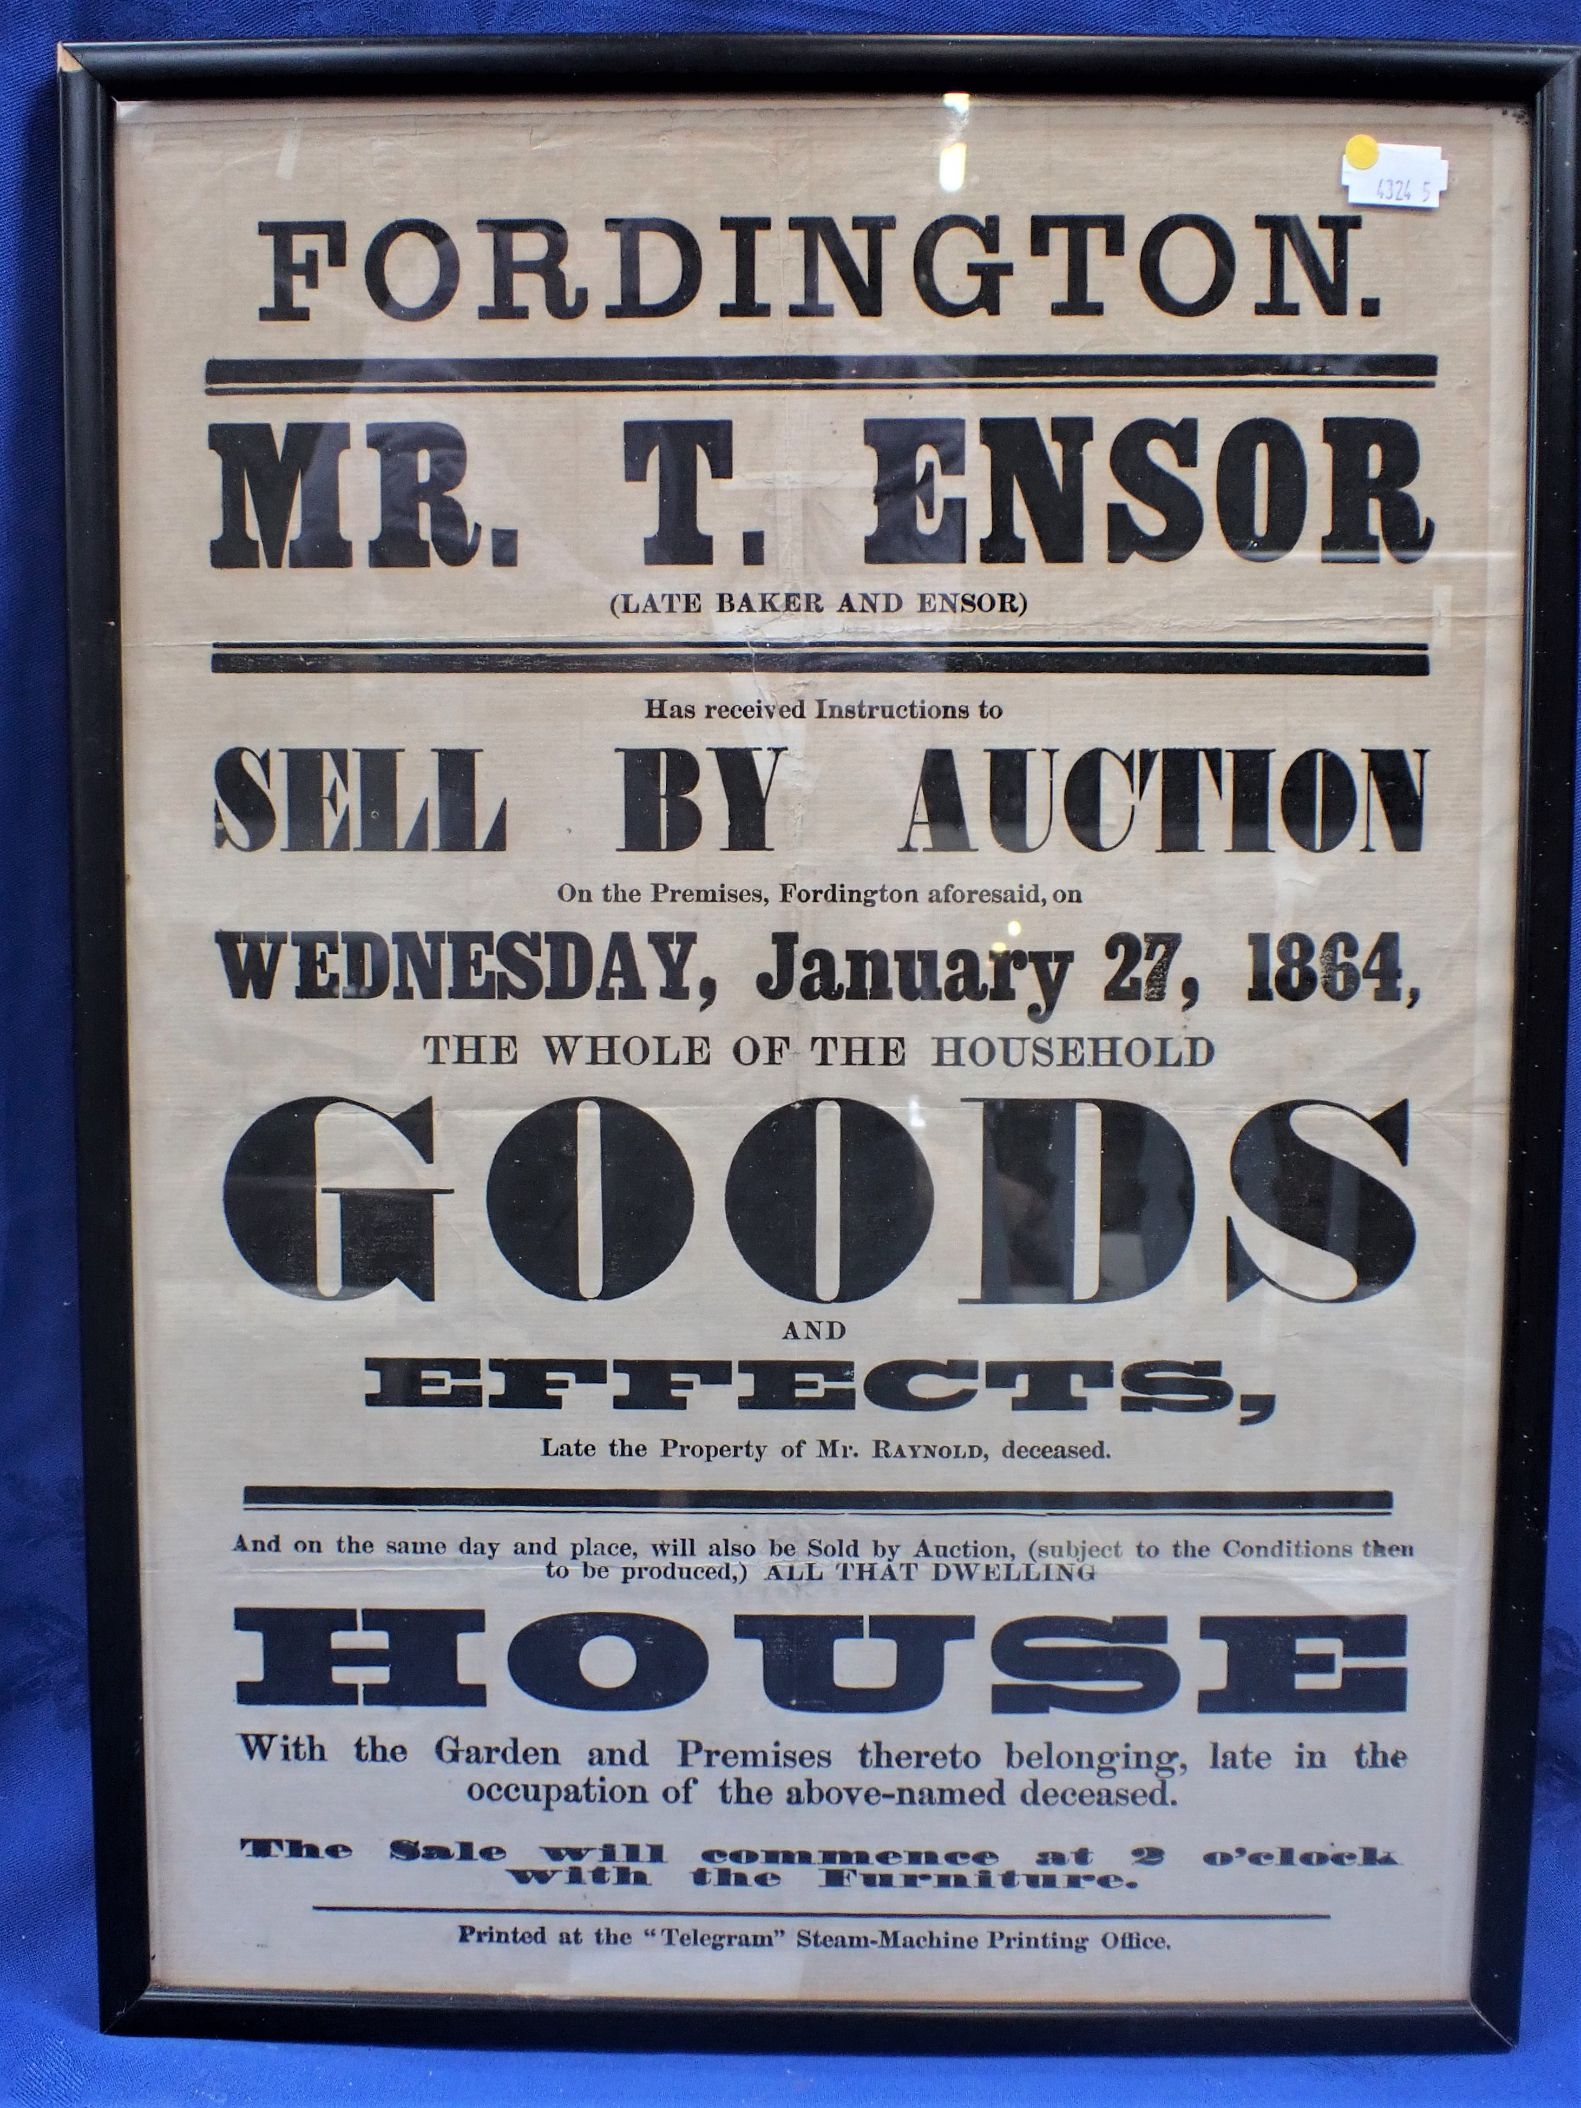 4324 5
FORDINGTON.
MR. T. ENSOR
(LATE BAKER AND ENSOR)
Has received Instructions to
SELL BY AUCTION
On the Premises, Fordington aforesaid, on
WEDNESDAY, January 27, 1864,
THE WHOLE OF THE HOUSEHOLD
GOODS
AND
EFFECTS,
Late the Property of Mr. RAYNOLD, deceased.
And on the same day and place, will also be Sold by Auction, (subject to the Conditions then
to be produced,) ALL THAT DWELLING
HOUSE
With the Garden and Premises thereto belonging, late in the
occupation of the above-named deceased.
The Sale will commence at 2 o'clock
with the Furniture.
Printed at the "Telegram" Steam-Machine Printing Office.